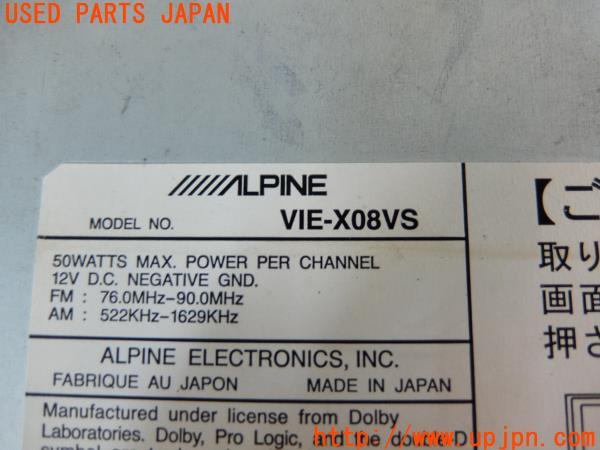 USED PARTS JAPAN
ALPINE
MODEL NO. VIE-X08VS
50WATTS MAX. POWER PER CHANNEL
12V D.C. NEGATIVE GND.
FM : 76.0MHz-90.0MHz
AM : 522KHz-1629KHz
ALPINE ELECTRONICS, INC.
FABRIQUE AU JAPON MADE IN JAPAN
Manufactured under license from Dolby
Laboratories. Dolby, Pro Logic, and the double-D
【ご
取り
画面
押さ
http://www.upjpn.com